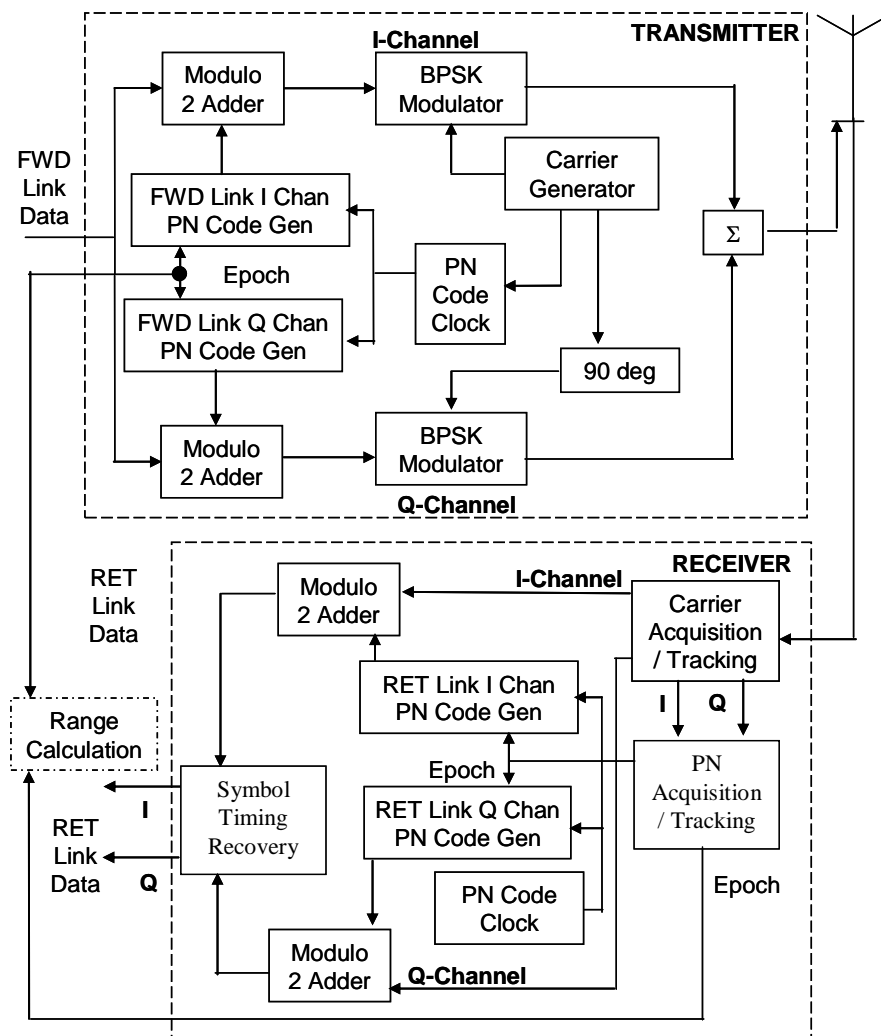 I-Channel
TRANSMITTER
Modulo
2 Adder
BPSK
Modulator
FWD
Link
Data
Carrier
Generator
FWD Link I Chan
PN Code Gen
Σ
Epoch
PN
Code
Clock
FWD Link Q Chan
PN Code Gen
90 deg
Modulo
2 Adder
BPSK
Modulator
Q-Channel
RECEIVER
RET
Link
Data
Modulo
2 Adder
I-Channel
Carrier
Acquisition
/ Tracking
RET Link I Chan
PN Code Gen
I
Q
Range
Calculation
Epoch
PN
Acquisition
/ Tracking
Symbol
Timing
Recovery
I
RET
Link
Data
Q
RET Link Q Chan
PN Code Gen
Epoch
PN Code
Clock
Modulo
2 Adder
Q-Channel